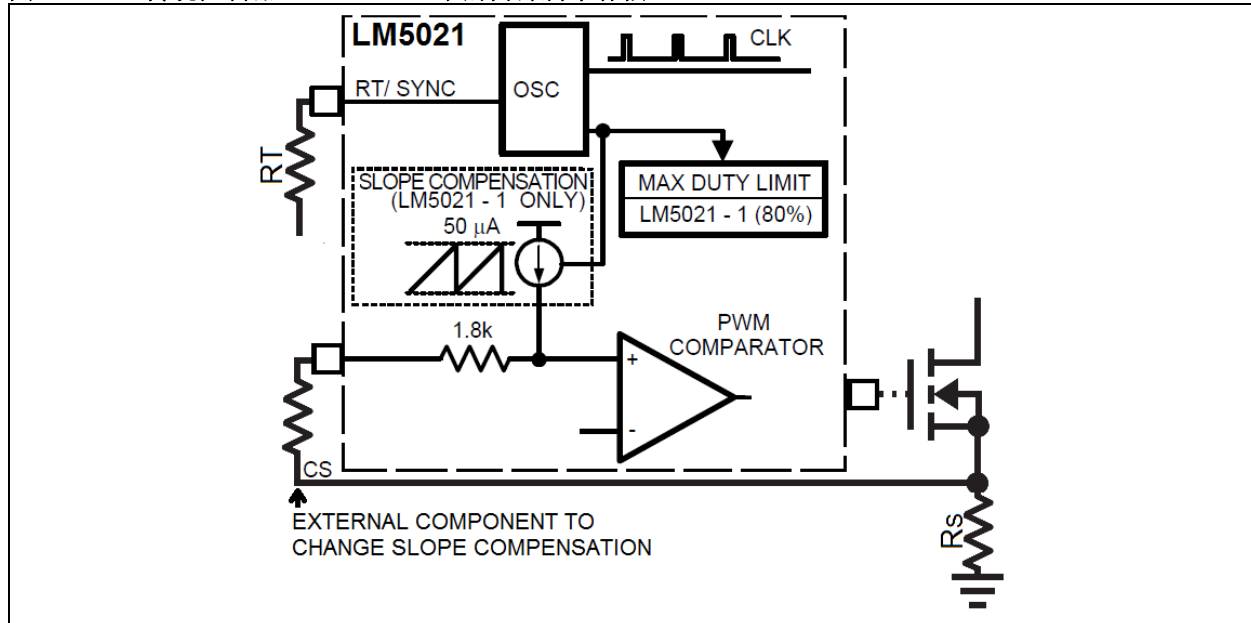 LM5021
CLK
RT/ SYNC
OSC
RT
SLOPE COMPENSATION
(LM5021 - 1 ONLY)
50 μA
MAX DUTY LIMIT
LM5021 - 1 (80%)
1.8k
PWM
COMPARATOR
+
-
CS
EXTERNAL COMPONENT TO
CHANGE SLOPE COMPENSATION
Rs